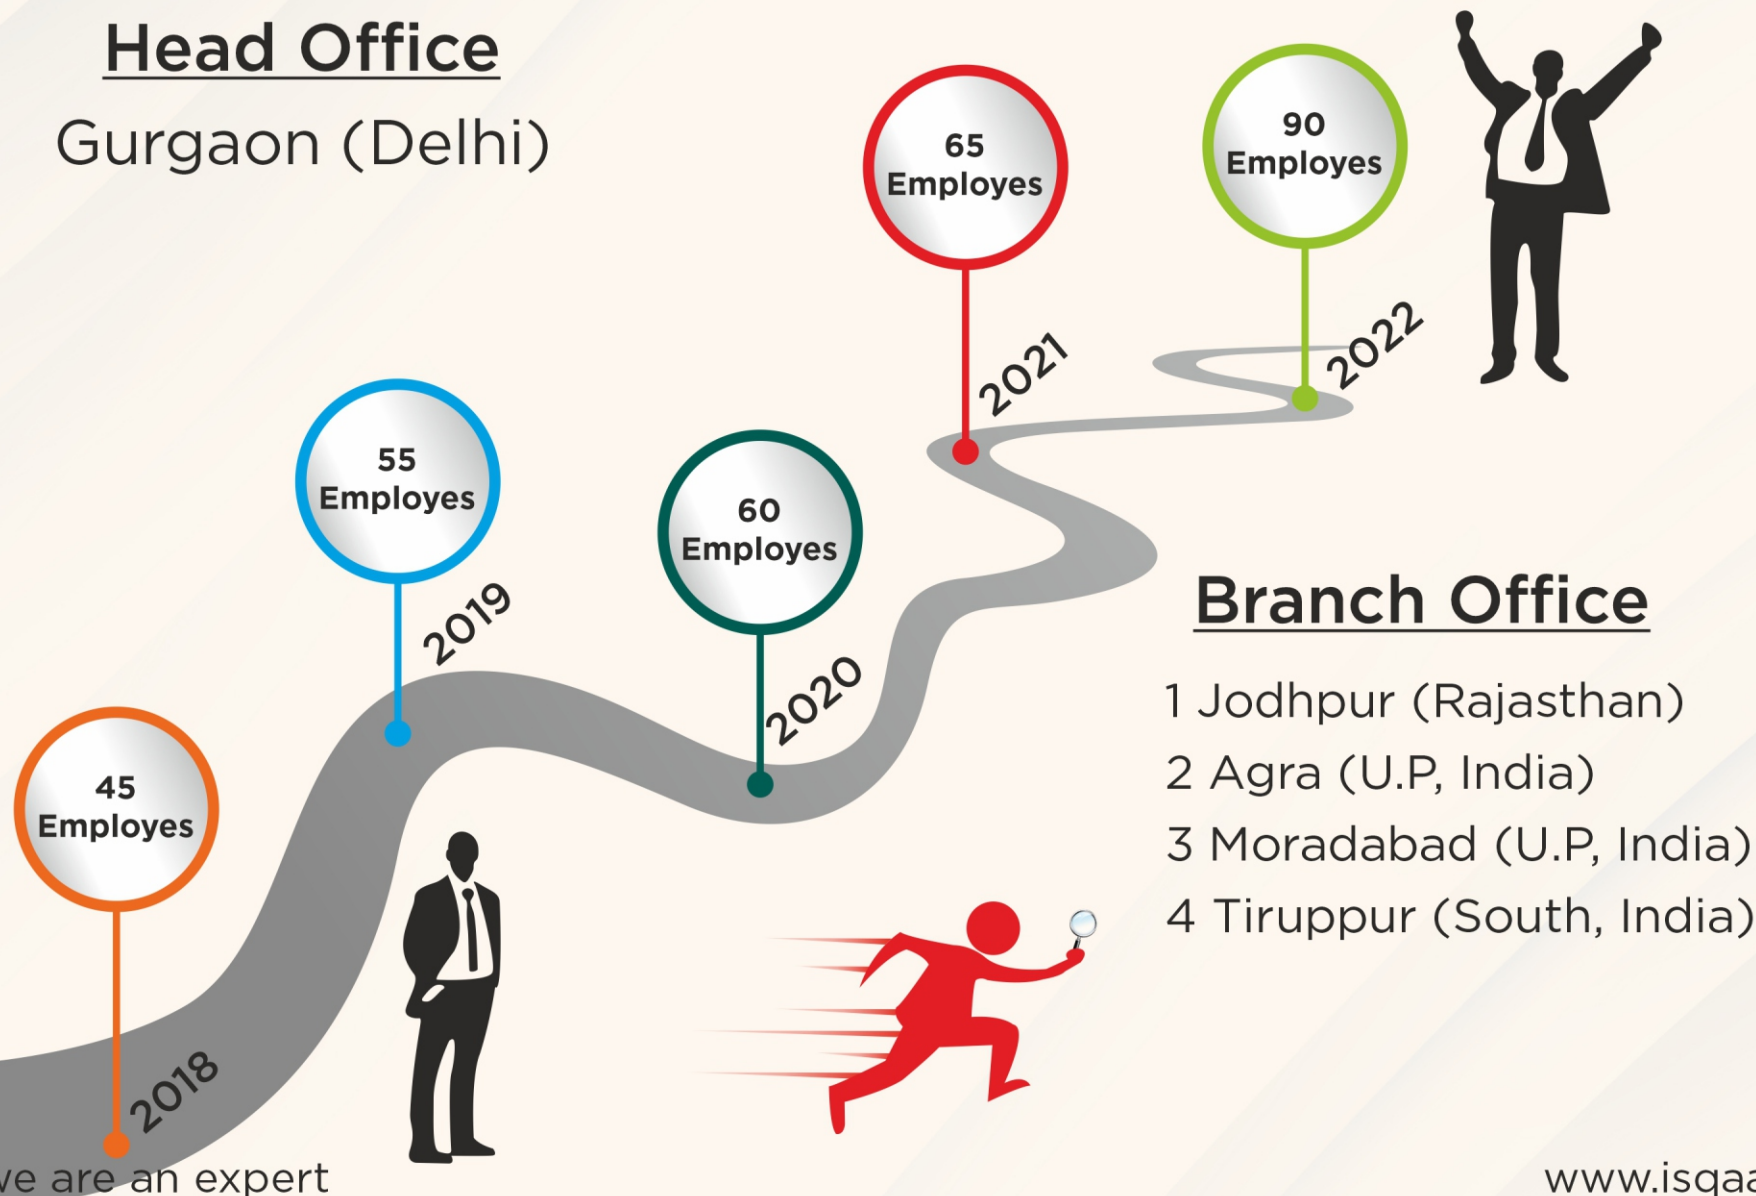 Head Office
Gurgaon (Delhi)
65
Employes
90
Employes
2021
2022
55
Employes
60
Employes
2019
2020
45
Employes
2018
Branch Office
1 Jodhpur (Rajasthan)
2 Agra (U.P, India)
3 Moradabad (U.P, India)
4 Tiruppur (South, India)
we are an expert